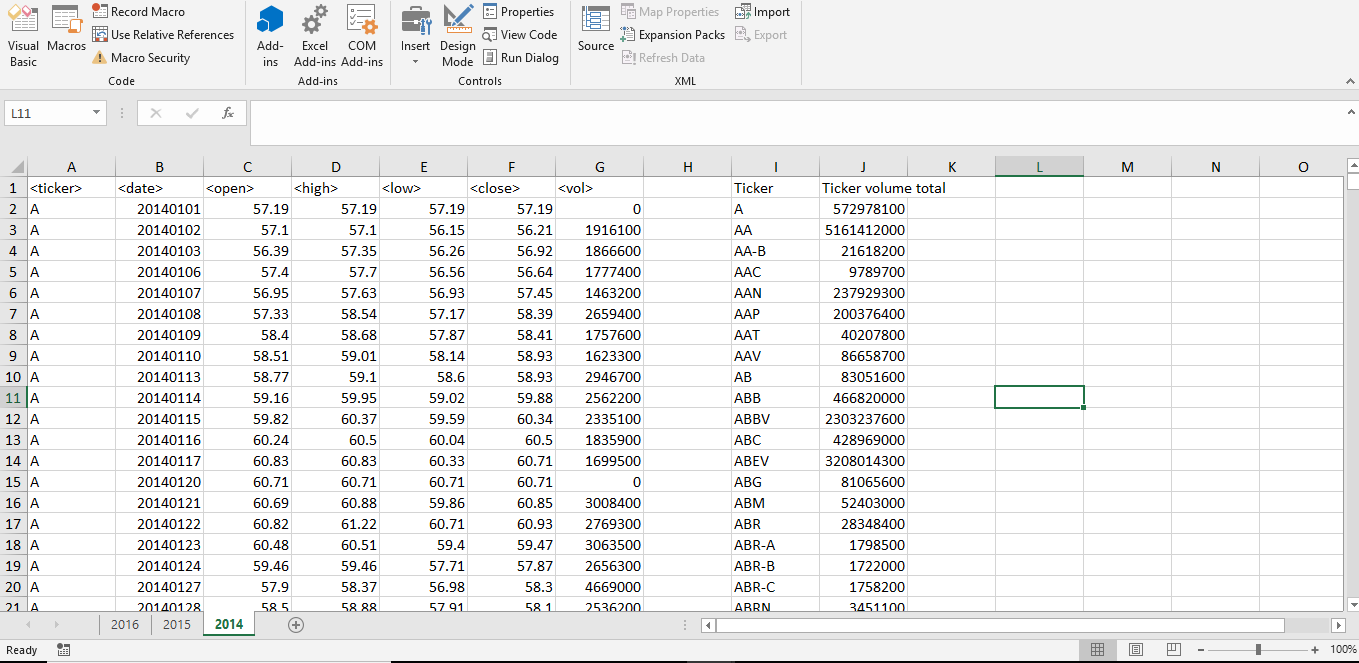 Visual Basic
Macros
Record Macro
Use Relative References
Macro Security
Code
Add-ins
Excel Add-ins
COM Add-ins
Add-ins
Insert
Design Mode
Properties
View Code
Run Dialog
Controls
Source
Map Properties
Expansion Packs
Refresh Data
Import
Export
XML
L11
fx
A B C D E F G H I J K L M N O
1 <ticker> <date> <open> <high> <low> <close> <vol> Ticker Ticker volume total
2 A 20140101 57.19 57.19 57.19 57.19 0 A 572978100
3 A 20140102 57.1 57.1 56.15 56.21 1916100 AA 5161412000
4 A 20140103 56.39 57.35 56.26 56.92 1866600 AA-B 21618200
5 A 20140106 57.4 57.7 56.56 56.64 1777400 AAC 9789700
6 A 20140107 56.95 57.63 56.93 57.45 1463200 AAN 237929300
7 A 20140108 57.33 58.54 57.17 58.39 2659400 AAP 200376400
8 A 20140109 58.4 58.68 57.87 58.41 1757600 AAT 40207800
9 A 20140110 58.51 59.01 58.14 58.93 1623300 AAV 86658700
10 A 20140113 58.77 59.1 58.6 58.93 2946700 AB 83051600
11 A 20140114 59.16 59.95 59.02 59.88 2562200 ABB 466820000
12 A 20140115 59.82 60.37 59.59 60.34 2335100 ABBV 2303237600
13 A 20140116 60.24 60.5 60.04 60.5 1835900 ABC 428969000
14 A 20140117 60.83 60.83 60.33 60.71 1699500 ABEV 3208014300
15 A 20140120 60.71 60.71 60.71 60.71 0 ABG 81065600
16 A 20140121 60.69 60.88 59.86 60.85 3008400 ABM 52403000
17 A 20140122 60.82 61.22 60.71 60.93 2769300 ABR 28348400
18 A 20140123 60.48 60.51 59.4 59.47 3063500 ABR-A 1798500
19 A 20140124 59.46 59.46 57.71 57.87 2656300 ABR-B 1722000
20 A 20140127 57.9 58.37 56.98 58.3 4669000 ABR-C 1758200
21 A 20140128 58.5 58.88 57.91 58.1 2536200 ABRN 3451100
2016 2015 2014
Ready
100%